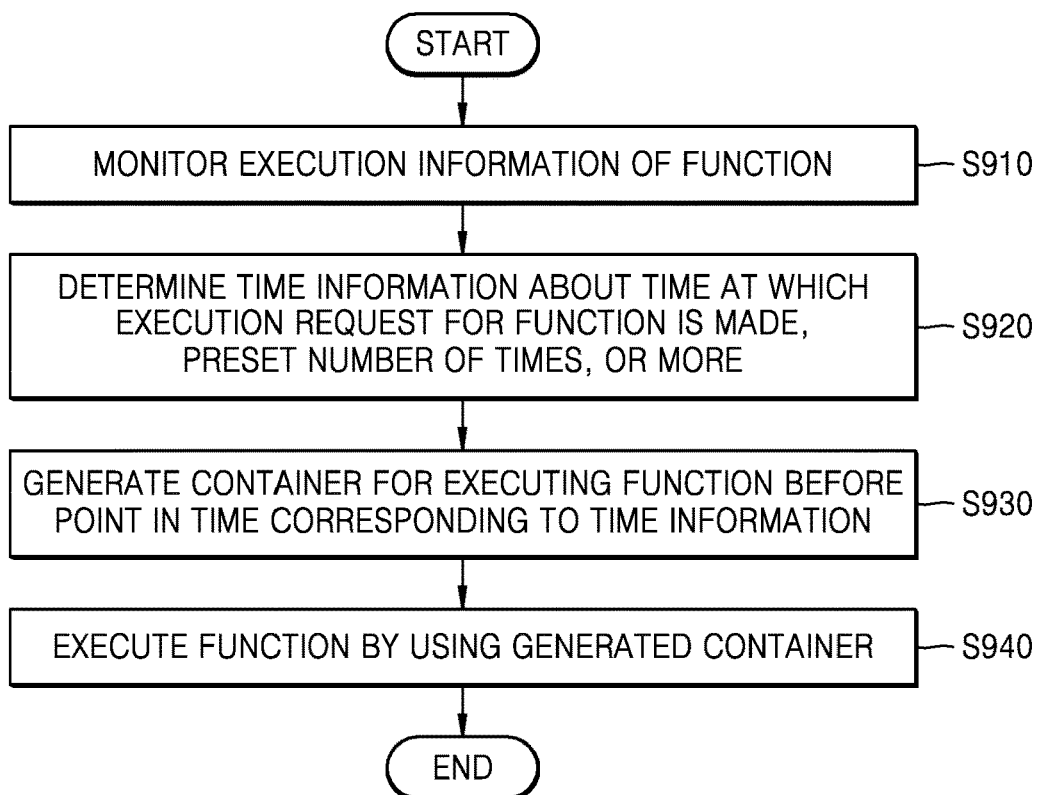 START
MONITOR EXECUTION INFORMATION OF FUNCTION
S910
DETERMINE TIME INFORMATION ABOUT TIME AT WHICH
EXECUTION REQUEST FOR FUNCTION IS MADE,
PRESET NUMBER OF TIMES, OR MORE
S920
GENERATE CONTAINER FOR EXECUTING FUNCTION BEFORE
POINT IN TIME CORRESPONDING TO TIME INFORMATION
S930
EXECUTE FUNCTION BY USING GENERATED CONTAINER
S940
END